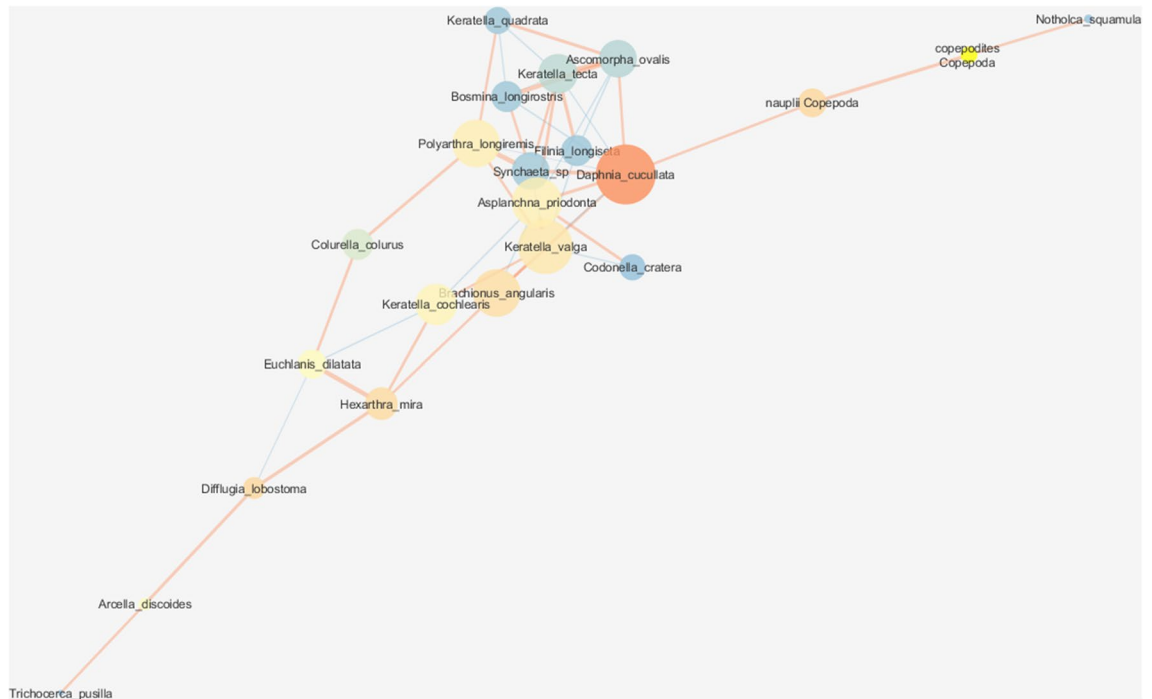 Keratella_quadrata
Notholca_squamula
copepodites
Copepoda
Ascomorpha_ovalis
Keratella_tecta
Bosmina_longirostris
nauplii Copepoda
Polyarthra_longiremis
Filinia_longiseta
Synchaeta_sp
Daphnia_cucullata
Asplanchna_priodonta
Colurella_colurus
Keratella_valga
Codonella_cratera
Brachionus_angularis
Keratella_cochlearis
Euchlanis_dilatata
Hexarthra_mira
Difflugia_lobostoma
Arcella_discoides
Trichocerca_pusilla